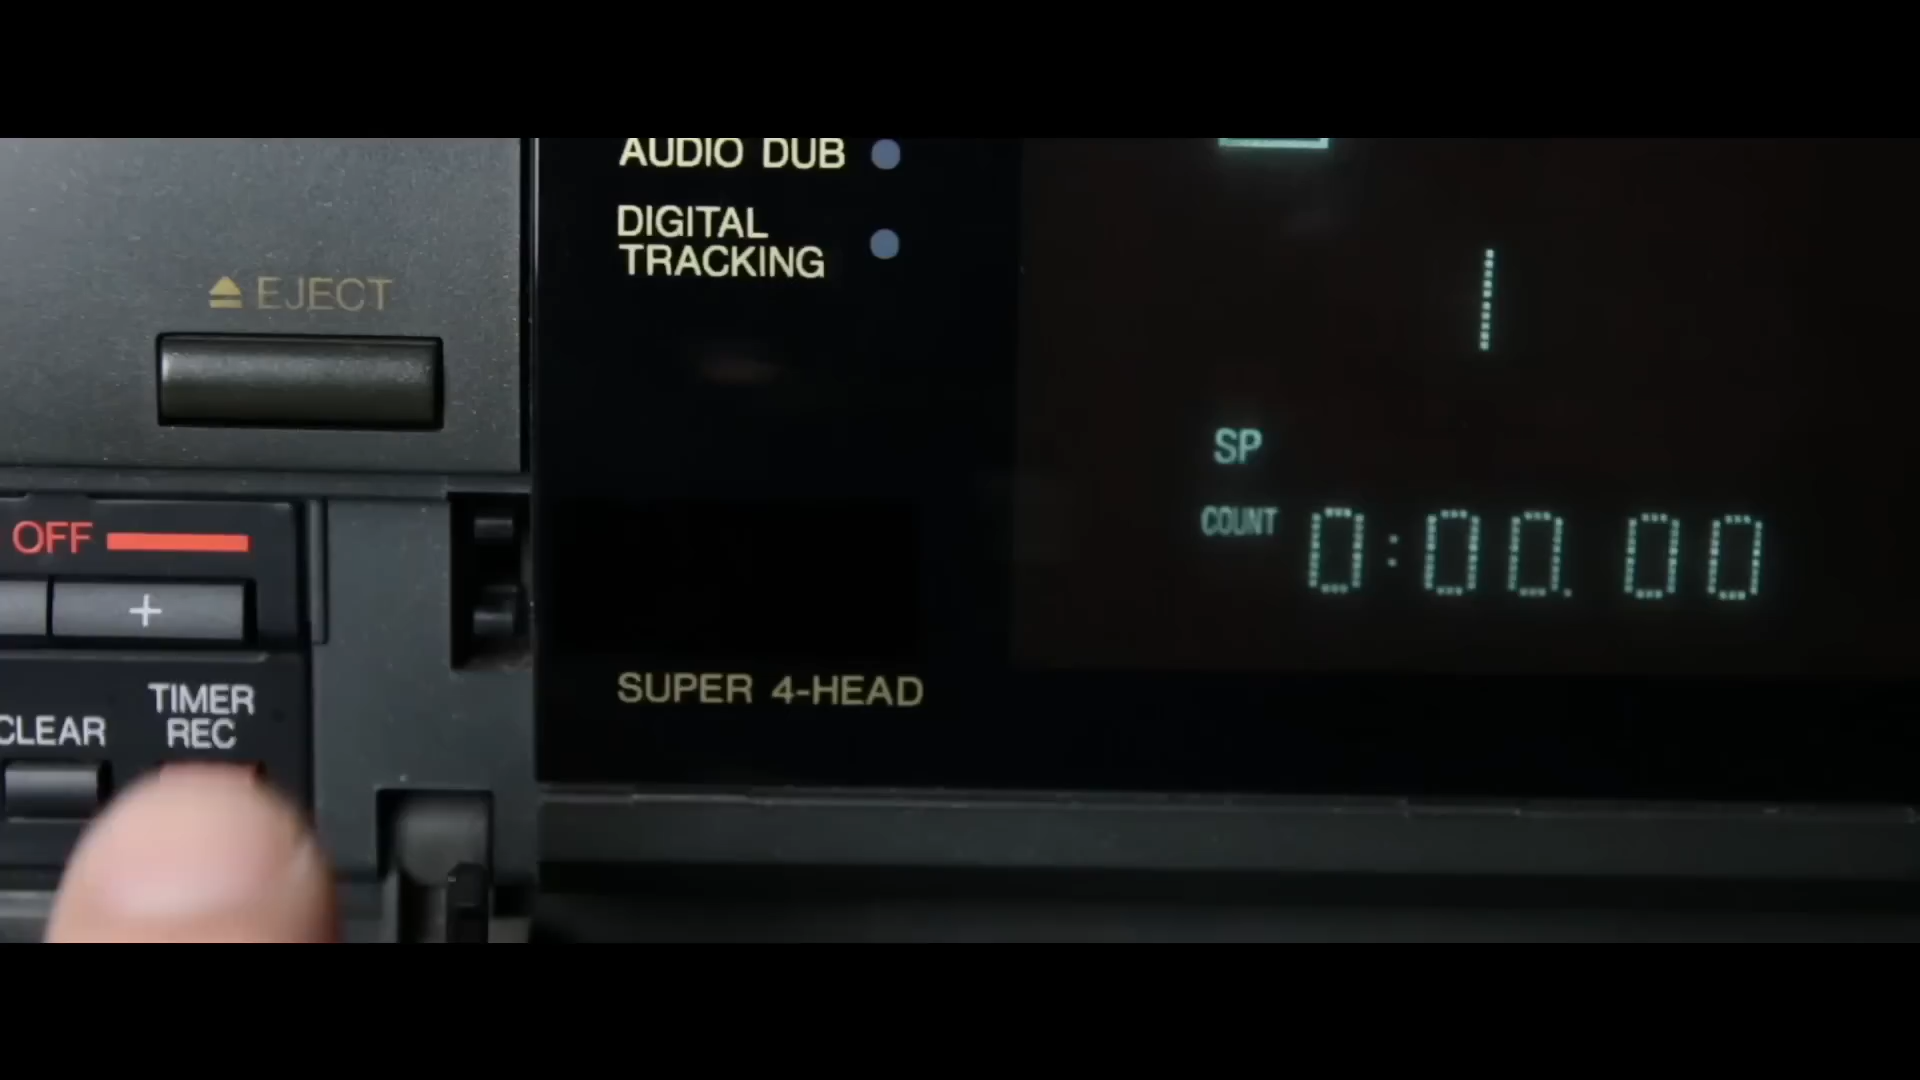 AUDIO DUB
DIGITAL
TRACKING
EJECT
SP
COUNT 0:00.00
OFF
+
TIMER
REC
CLEAR
SUPER 4-HEAD